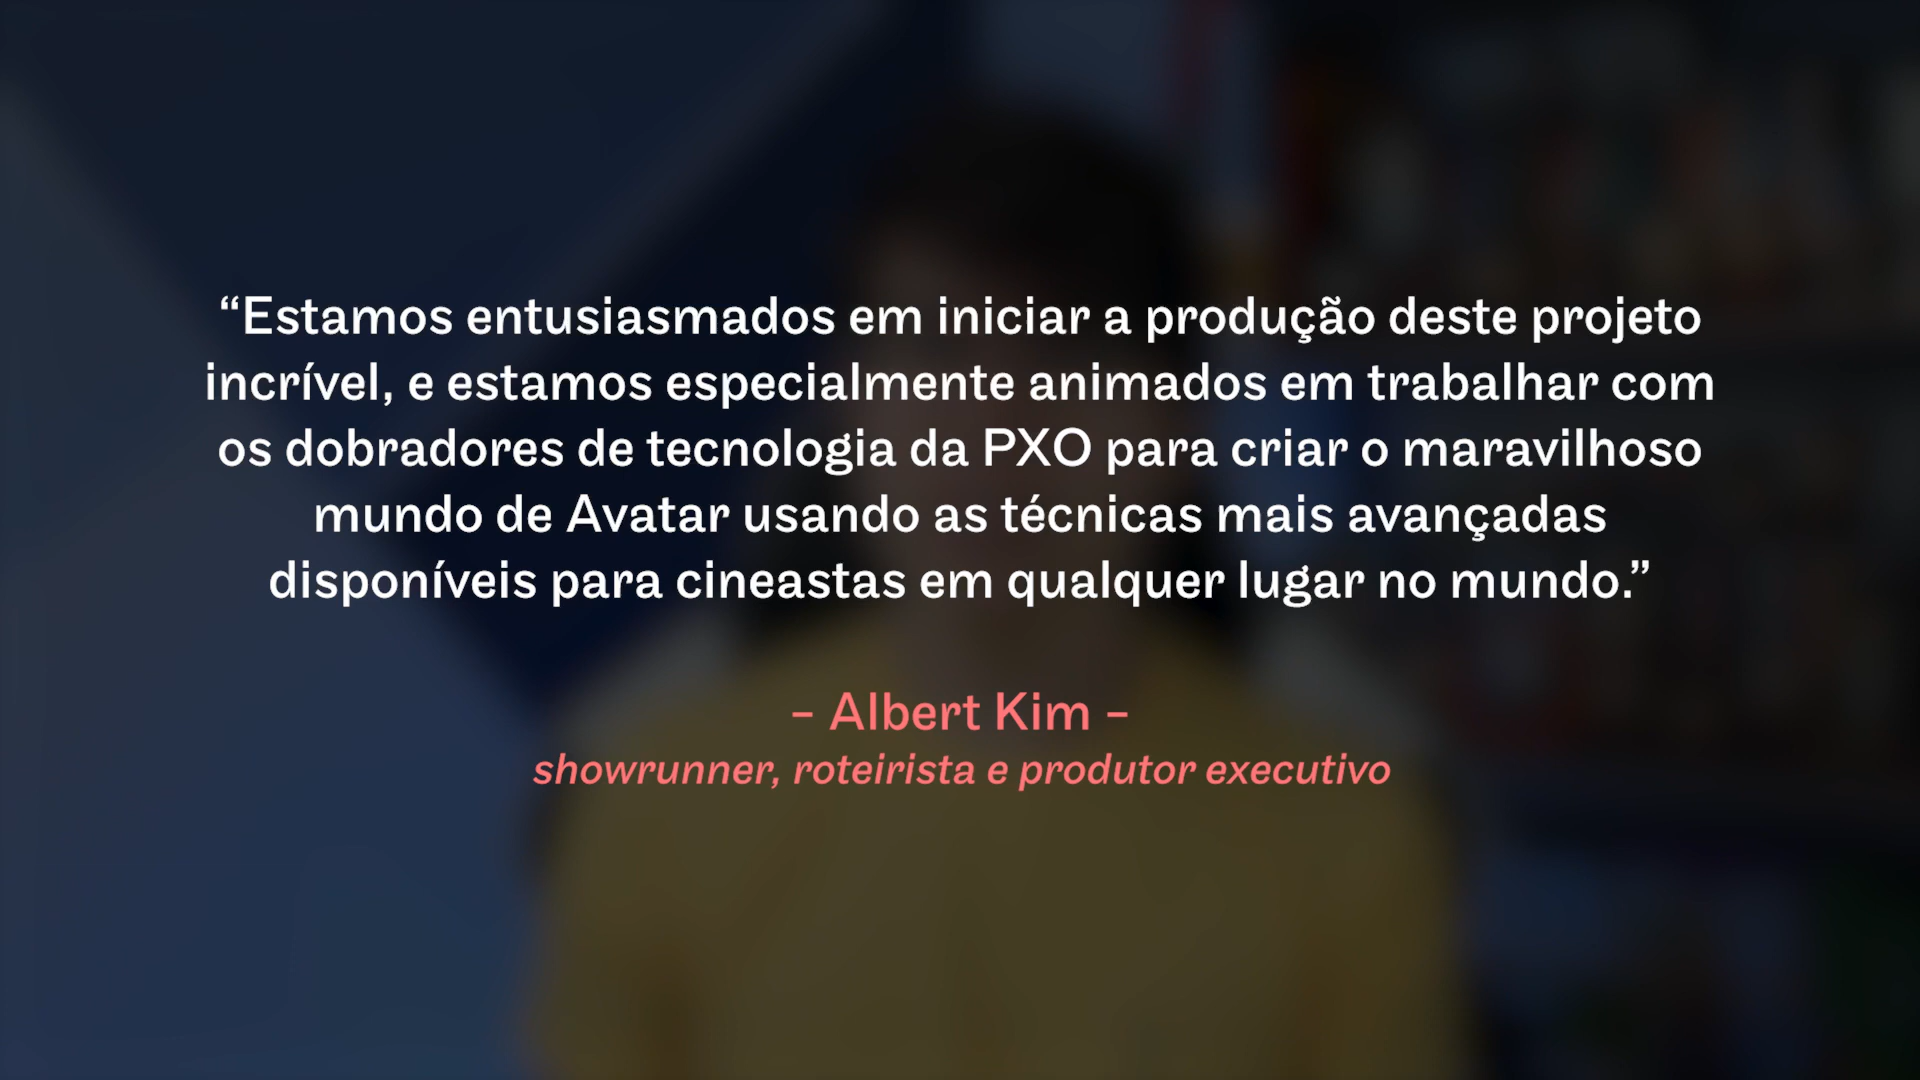 “Estamos entusiasmados em iniciar a produção deste projeto
incrível, e estamos especialmente animados em trabalhar com
os dobradores de tecnologia da PXO para criar o maravilhoso
mundo de Avatar usando as técnicas mais avançadas
disponíveis para cineastas em qualquer lugar no mundo.”
– Albert Kim –
showrunner, roteirista e produtor executivo